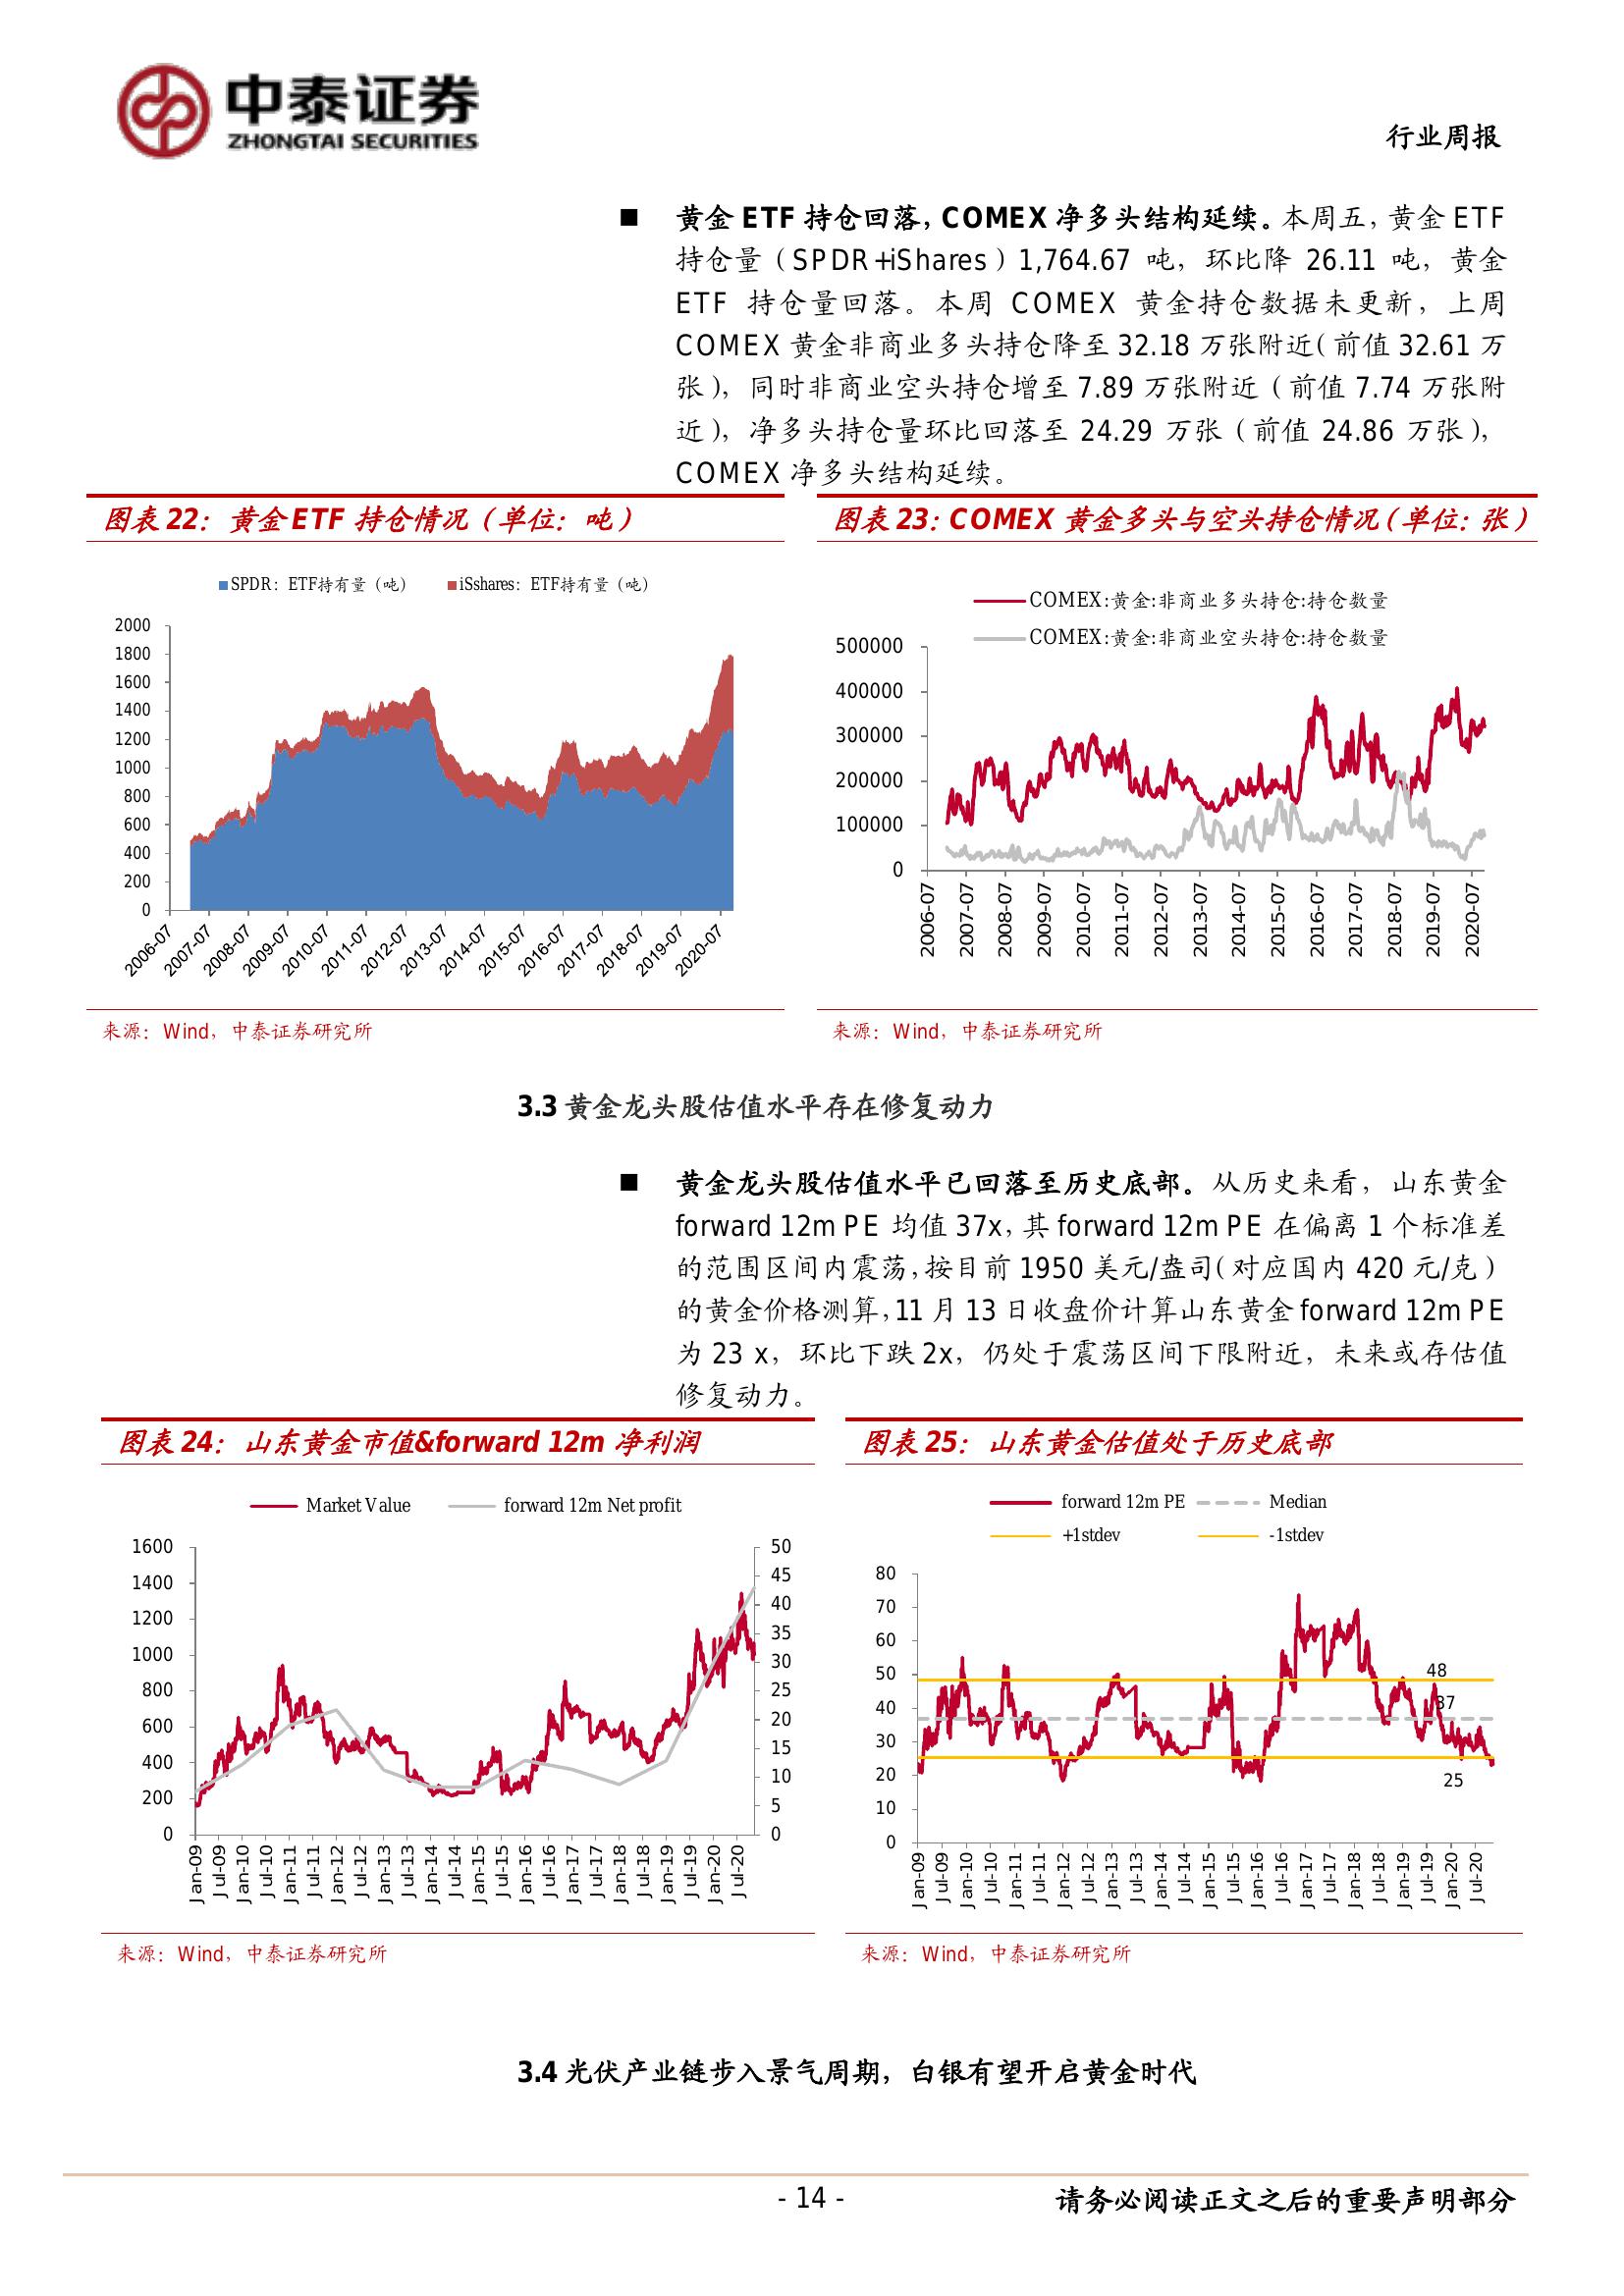 中泰证券
ZHONGTAI SECURITIES
行业周报
■ 黄金 ETF 持仓回落，COMEX 净多头结构延续。本周五，黄金 ETF
持仓量（SPDR+iShares）1,764.67 吨，环比降 26.11 吨，黄金
ETF 持仓量回落。本周 COMEX 黄金持仓数据未更新，上周
COMEX 黄金非商业多头持仓降至 32.18 万张附近（前值 32.61 万
张），同时非商业空头持仓增至 7.89 万张附近（前值 7.74 万张附
近），净多头持仓量环比回落至 24.29 万张（前值 24.86 万张），
COMEX 净多头结构延续。
图表 22：黄金 ETF 持仓情况（单位：吨）
SPDR：ETF持有量（吨） iSshares：ETF持有量（吨）
2000
1800
1600
1400
1200
1000
800
600
400
200
0
2006-07 2007-07 2008-07 2009-07 2010-07 2011-07 2012-07 2013-07 2014-07 2015-07 2016-07 2017-07 2018-07 2019-07 2020-07
来源：Wind，中泰证券研究所
图表 23：COMEX 黄金多头与空头持仓情况（单位：张）
COMEX:黄金:非商业多头持仓:持仓数量
COMEX:黄金:非商业空头持仓:持仓数量
500000
400000
300000
200000
100000
0
2006-07 2007-07 2008-07 2009-07 2010-07 2011-07 2012-07 2013-07 2014-07 2015-07 2016-07 2017-07 2018-07 2019-07 2020-07
来源：Wind，中泰证券研究所
3.3 黄金龙头股估值水平存在修复动力
■ 黄金龙头股估值水平已回落至历史底部。从历史来看，山东黄金
forward 12m PE 均值 37x，其 forward 12m PE 在偏离 1 个标准差
的范围区间内震荡，按目前 1950 美元/盎司（对应国内 420 元/克）
的黄金价格测算，11 月 13 日收盘价计算山东黄金 forward 12m PE
为 23 x，环比下跌 2x，仍处于震荡区间下限附近，未来或存估值
修复动力。
图表 24：山东黄金市值&forward 12m 净利润
Market Value forward 12m Net profit
1600
1400
1200
1000
800
600
400
200
0
50
45
40
35
30
25
20
15
10
5
0
Jan-09 Jul-09 Jan-10 Jul-10 Jan-11 Jul-11 Jan-12 Jul-12 Jan-13 Jul-13 Jan-14 Jul-14 Jan-15 Jul-15 Jan-16 Jul-16 Jan-17 Jul-17 Jan-18 Jul-18 Jan-19 Jul-19 Jan-20 Jul-20
来源：Wind，中泰证券研究所
图表 25：山东黄金估值处于历史底部
forward 12m PE Median
+1stdev -1stdev
80
70
60
50
40
30
20
10
0
48
37
25
Jan-09 Jul-09 Jan-10 Jul-10 Jan-11 Jul-11 Jan-12 Jul-12 Jan-13 Jul-13 Jan-14 Jul-14 Jan-15 Jul-15 Jan-16 Jul-16 Jan-17 Jul-17 Jan-18 Jul-18 Jan-19 Jul-19 Jan-20 Jul-20
来源：Wind，中泰证券研究所
3.4 光伏产业链步入景气周期，白银有望开启黄金时代
- 14 -
请务必阅读正文之后的重要声明部分